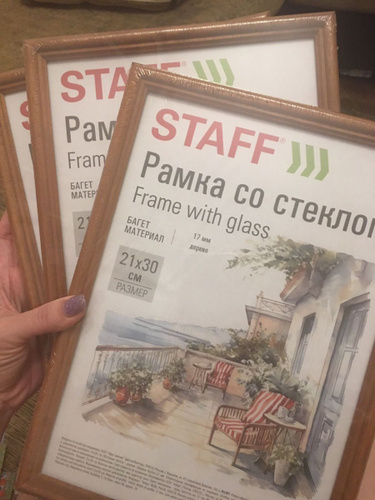 STAFF®
Рам
Frame
БАГЕТ
МАТЕР
21
STAFF®
Рамка со стеклом
Frame with glass
БАГЕТ
МАТЕРИАЛ
17 мм
дерево
21x30
см
РАЗМЕР